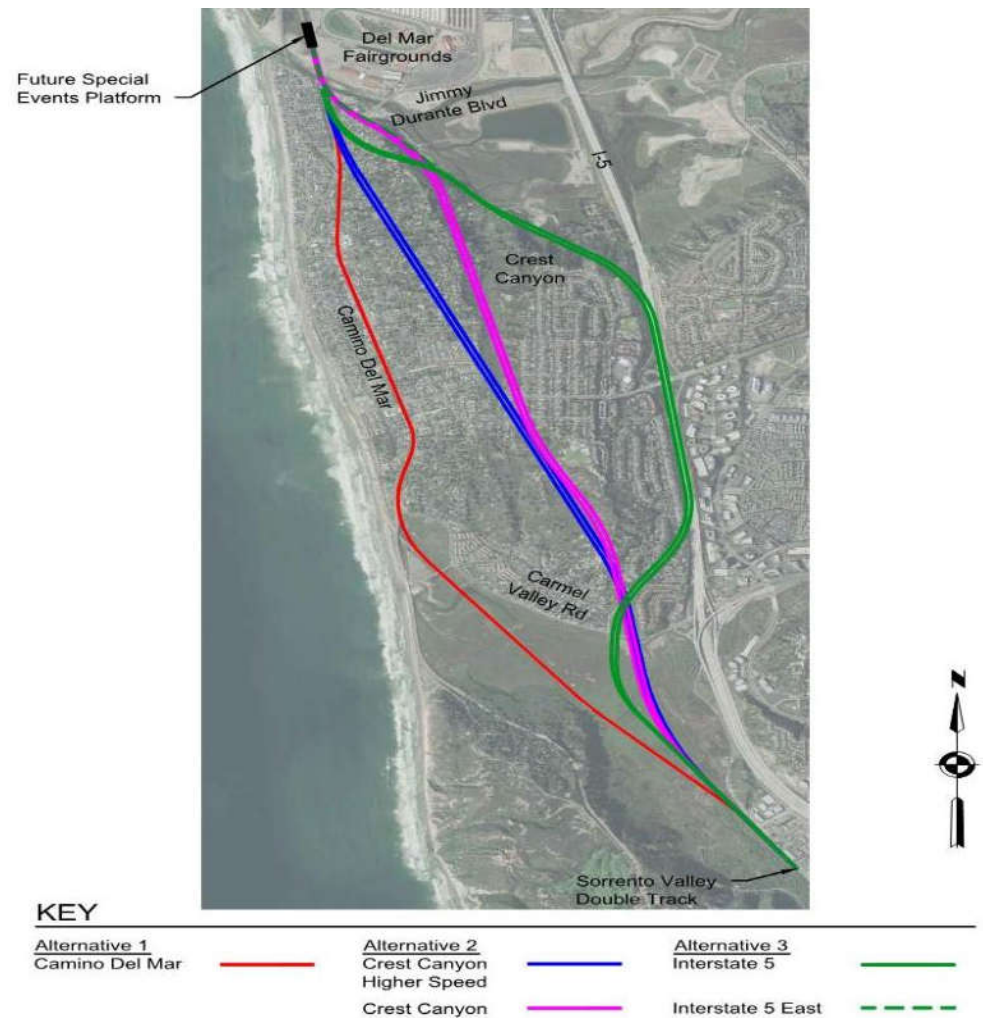 Del Mar
Fairgrounds
Future Special
Events Platform
Jimmy
Durante Blvd
I-5
Crest
Canyon
Camino Del Mar
Carmel
Valley Rd
N
Sorrento Valley
Double Track
KEY
Alternative 1
Camino Del Mar
Alternative 2
Crest Canyon
Higher Speed
Crest Canyon
Alternative 3
Interstate 5
Interstate 5 East